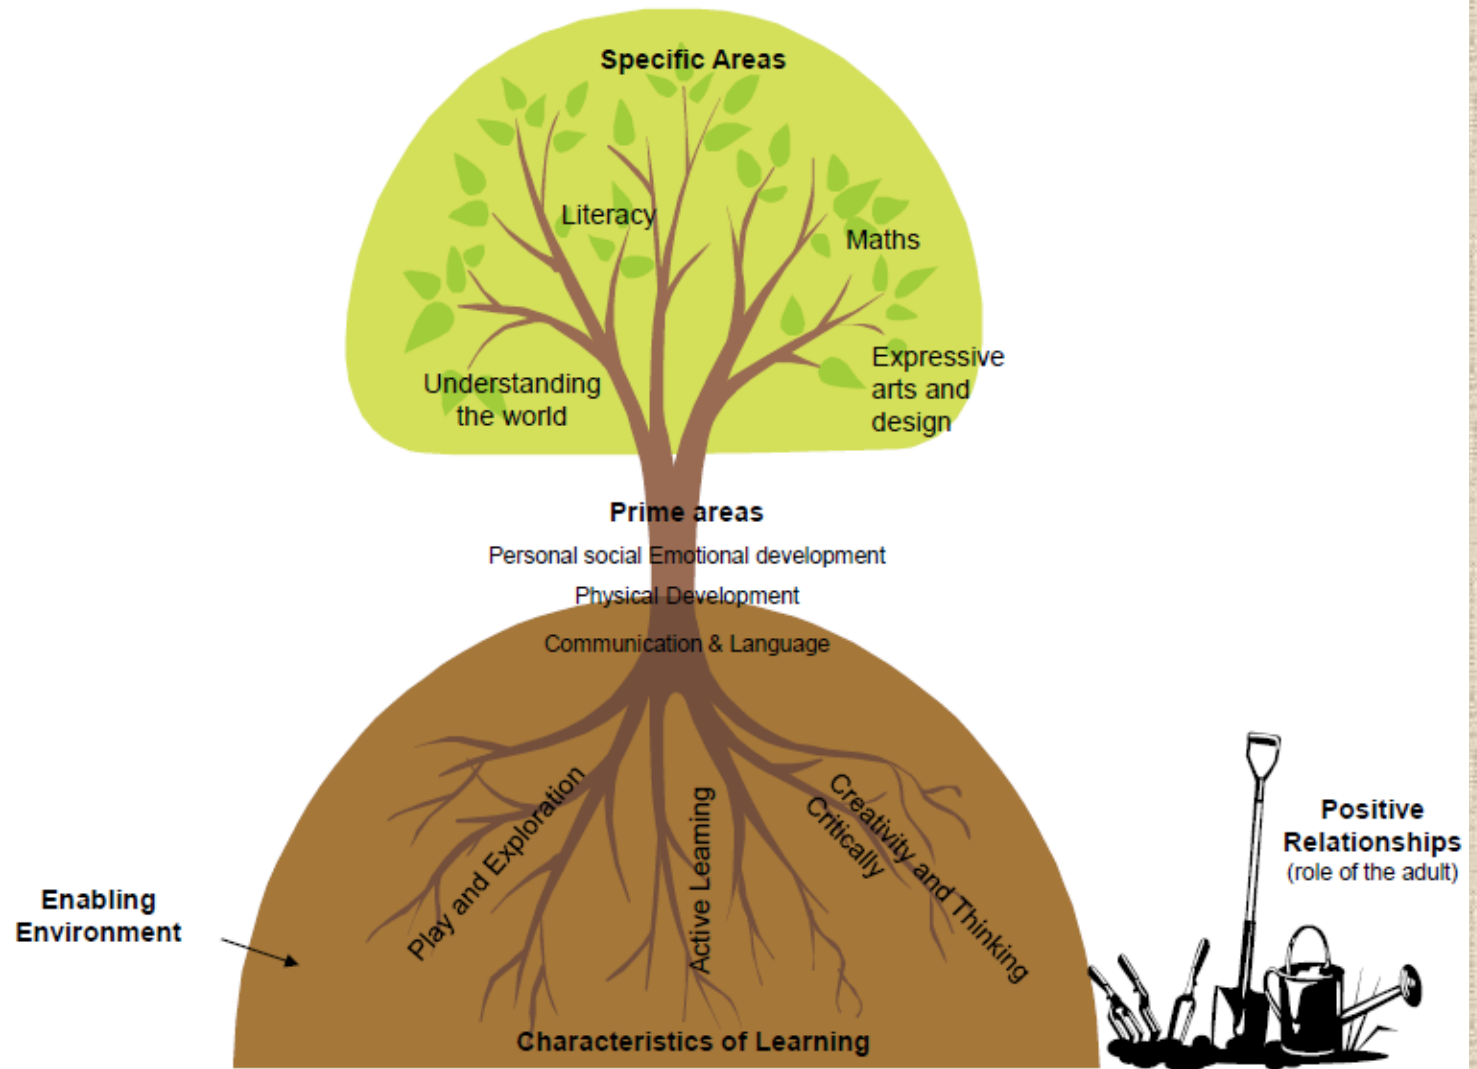 Specific Areas
Literacy
Maths
Understanding
the world
Expressive
arts and
design
Prime areas
Personal social Emotional development
Physical Development
Communication & Language
Play and Exploration
Active Learning
Creativity and Thinking
Critically
Positive
Relationships
(role of the adult)
Enabling
Environment
Characteristics of Learning